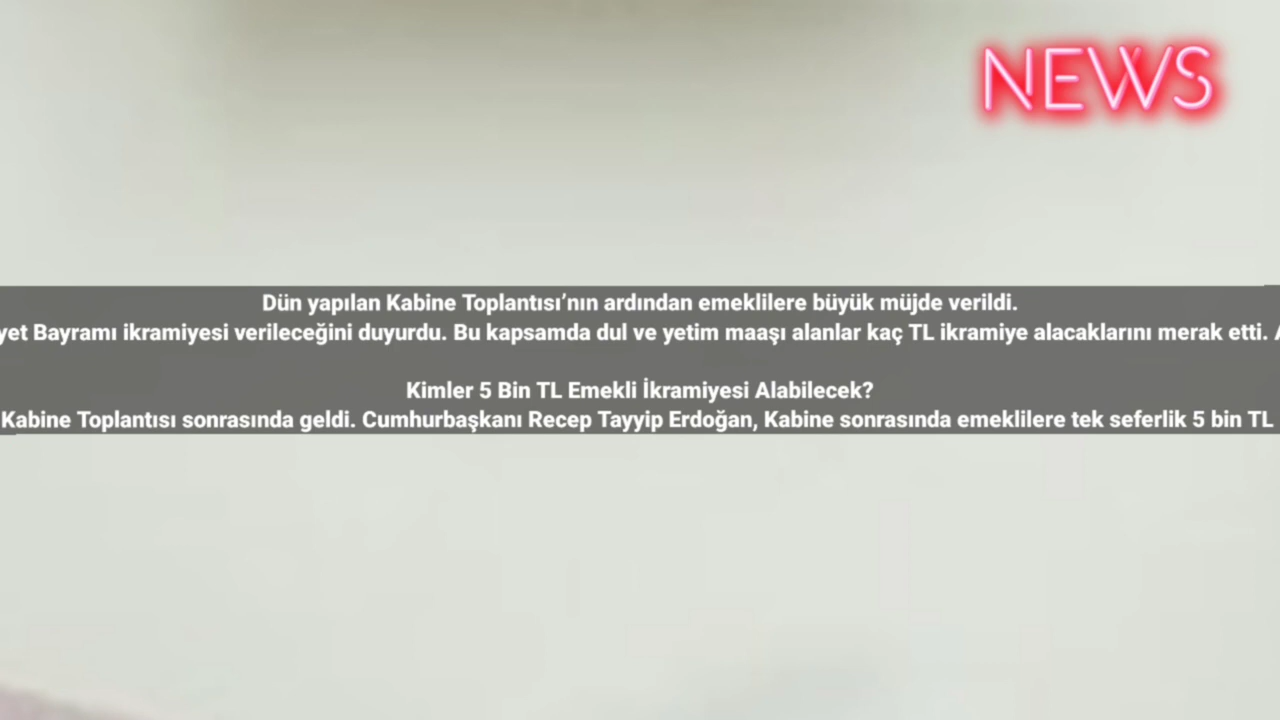 NEWS
Dün yapılan Kabine Toplantısı’nın ardından emeklilere büyük müjde verildi.
yet Bayramı ikramiyesi verileceğini duyurdu. Bu kapsamda dul ve yetim maaşı alanlar kaç TL ikramiye alacaklarını merak etti.
Kimler 5 Bin TL Emekli İkramiyesi Alabilecek?
Kabine Toplantısı sonrasında geldi. Cumhurbaşkanı Recep Tayyip Erdoğan, Kabine sonrasında emeklilere tek seferlik 5 bin TL